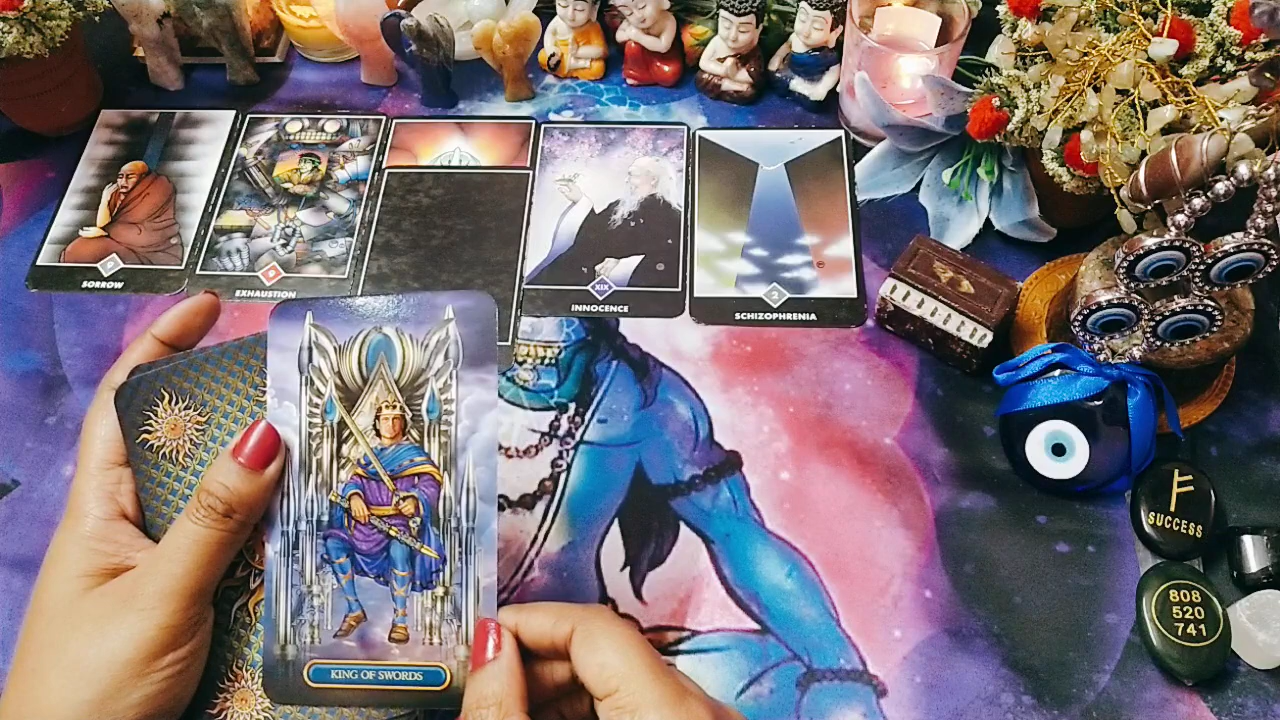 SORROW
EXHAUSTION
XIX
INNOCENCE
2
SCHIZOPHRENIA
KING OF SWORDS
SUCCESS
808
520
741